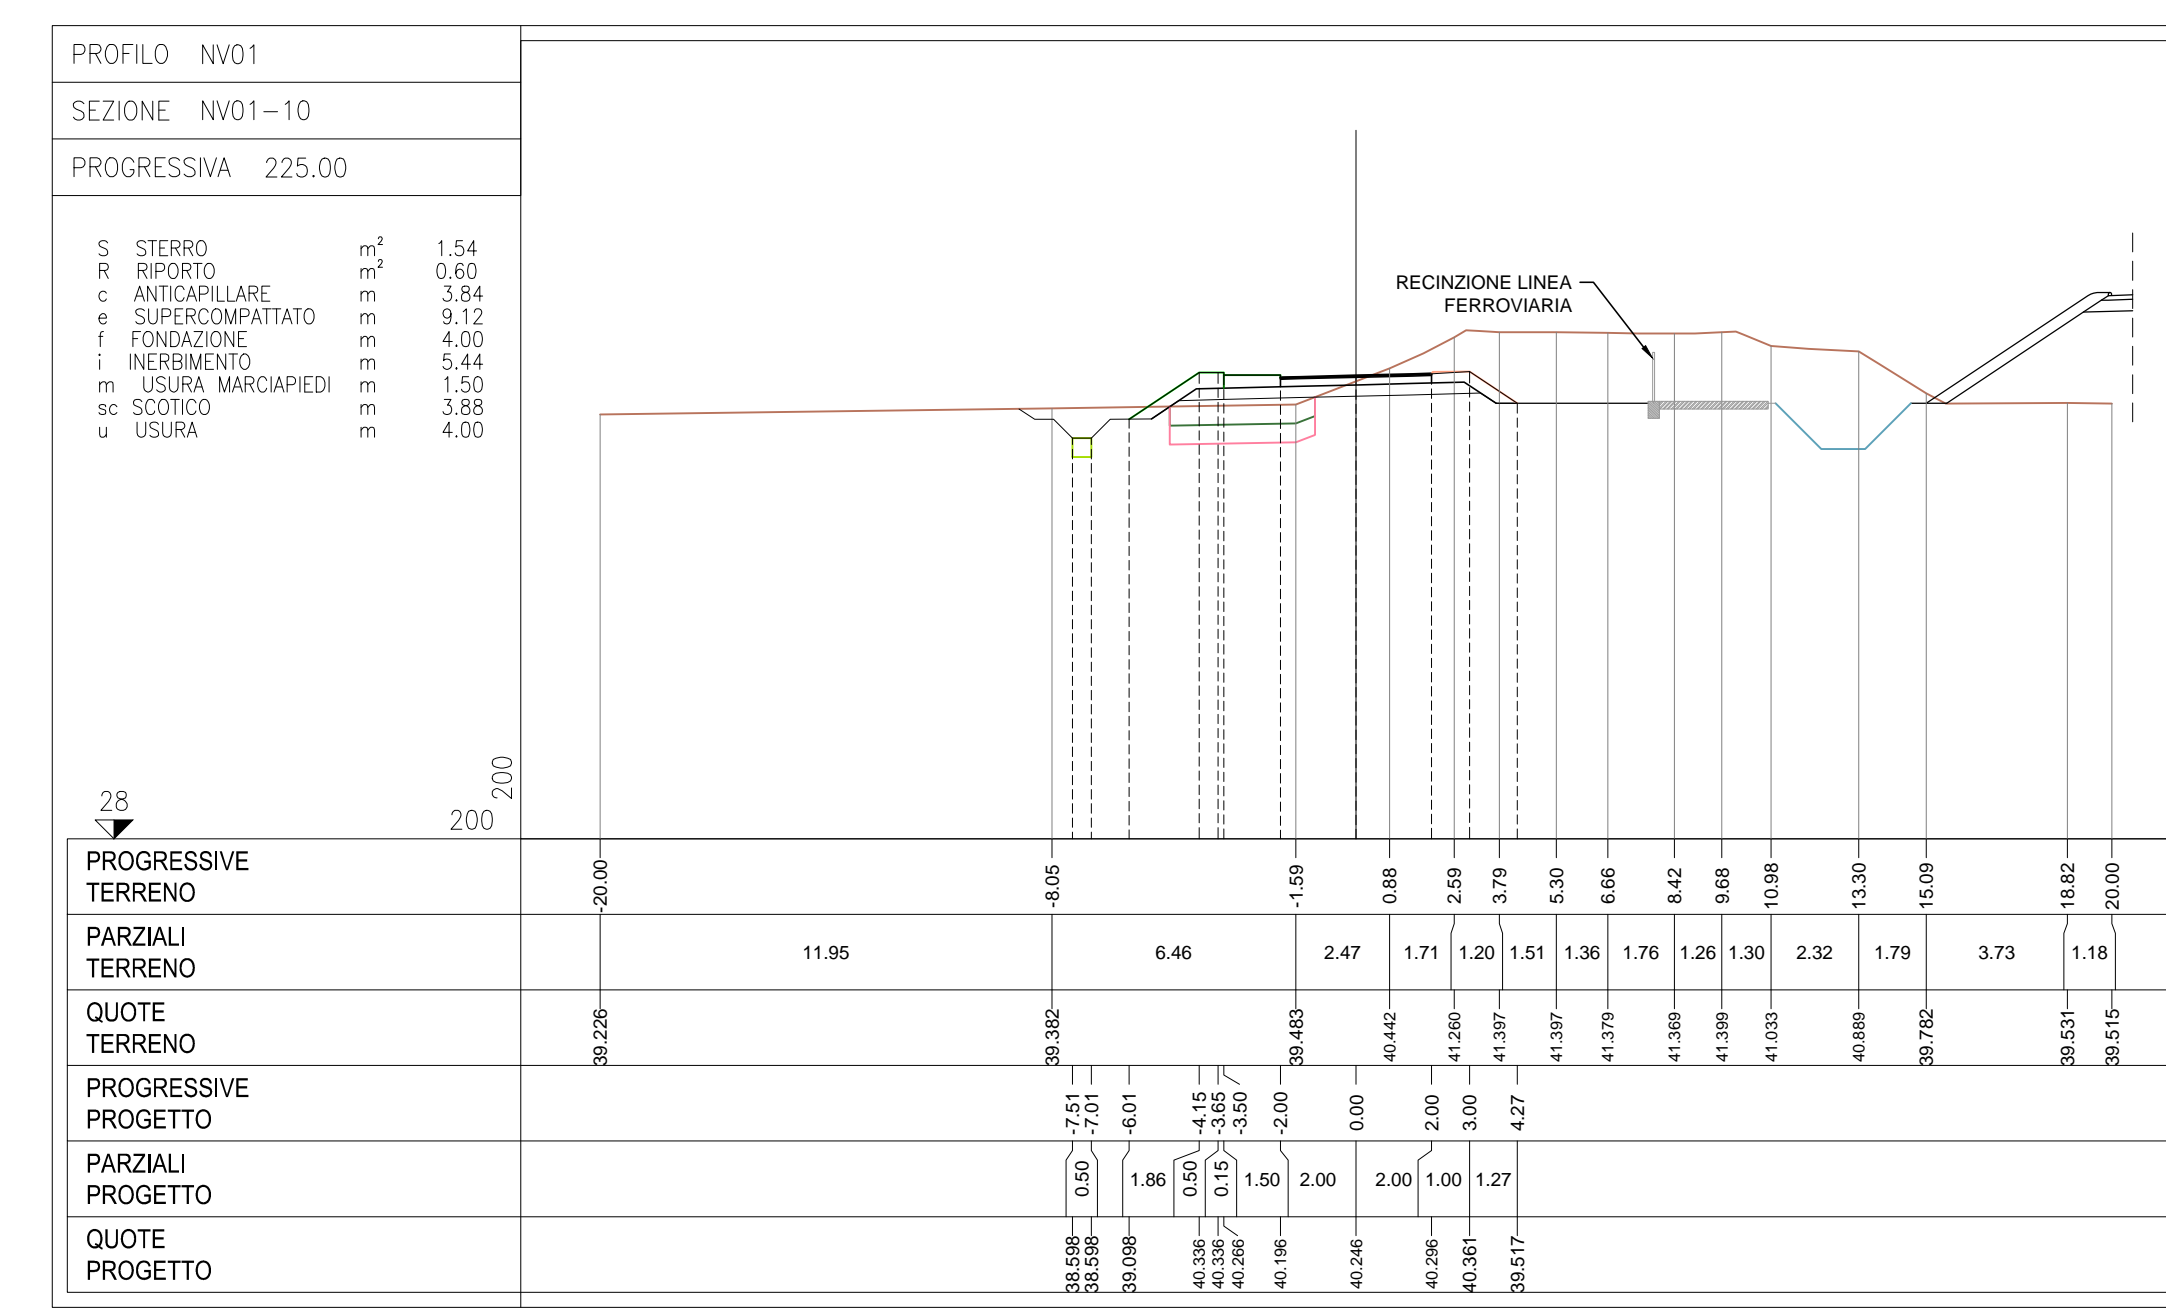 PROFILO NV01
SEZIONE NV01-10
PROGRESSIVA 225.00
S STERRO m² 1.54
R RIPORTO m² 0.60
c ANTICAPILLARE m 3.84
e SUPERCOMPATTATO m 9.12
f FONDAZIONE m 4.00
i INERBIMENTO m 5.44
m USURA MARCIAPIEDI m 1.50
sc SCOTICO m 3.88
u USURA m 4.00
RECINZIONE LINEA
FERROVIARIA
28
200
200
PROGRESSIVE
TERRENO
-20.00 -8.05 -1.59 0.88 2.59 3.79 5.30 6.66 8.42 9.68 10.98 13.30 15.09 18.82 20.00
PARZIALI
TERRENO
11.95 6.46 2.47 1.71 1.20 1.51 1.36 1.76 1.26 1.30 2.32 1.79 3.73 1.18
QUOTE
TERRENO
39.226 39.382 39.483 40.442 41.260 41.397 41.397 41.379 41.369 41.399 41.033 40.889 39.782 39.531 39.515
PROGRESSIVE
PROGETTO
-7.51 -7.01 -6.01 -4.15 -3.65 -3.50 -2.00 0.00 2.00 3.00 4.27
PARZIALI
PROGETTO
0.50 1.86 0.50 0.15 1.50 2.00 2.00 1.00 1.27
QUOTE
PROGETTO
38.598 38.598 39.098 40.336 40.336 40.266 40.196 40.246 40.296 40.361 39.517